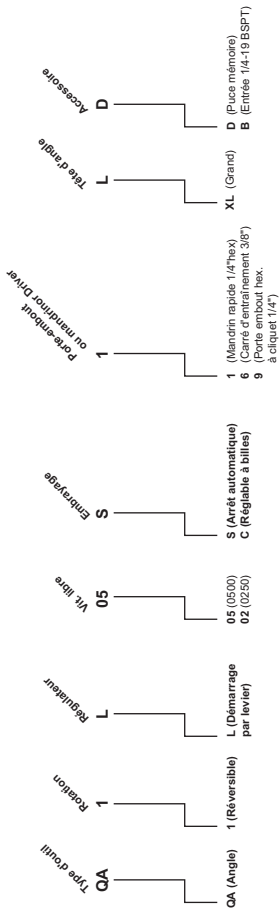 Type d'outil
QA
QA (Angle)
Rotation
1
1 (Réversible)
Régulateur
L
L (Démarrage
par levier)
Vit. libre
05
05 (0500)
02 (0250)
Embrayage
S
S (Arrêt automatique)
C (Réglable à billes)
Porte-embout
ou mandrinor Driver
1
1 (Mandrin rapide 1/4"hex)
6 (Carré d'entraînement 3/8")
9 (Porte embout hex.
à cliquet 1/4")
Tête d'angle
L
XL (Grand)
Accessoire
D
D (Puce mémoire)
B (Entrée 1/4-19 BSPT)